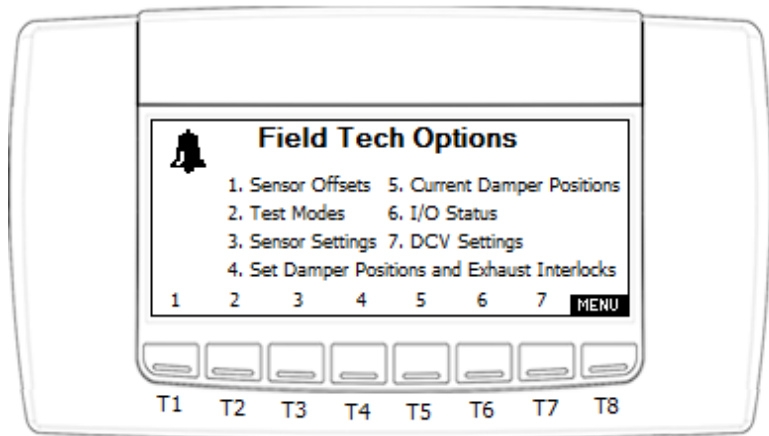 Field Tech Options
1. Sensor Offsets 5. Current Damper Positions
2. Test Modes 6. I/O Status
3. Sensor Settings 7. DCV Settings
4. Set Damper Positions and Exhaust Interlocks
1 2 3 4 5 6 7 MENU
T1 T2 T3 T4 T5 T6 T7 T8